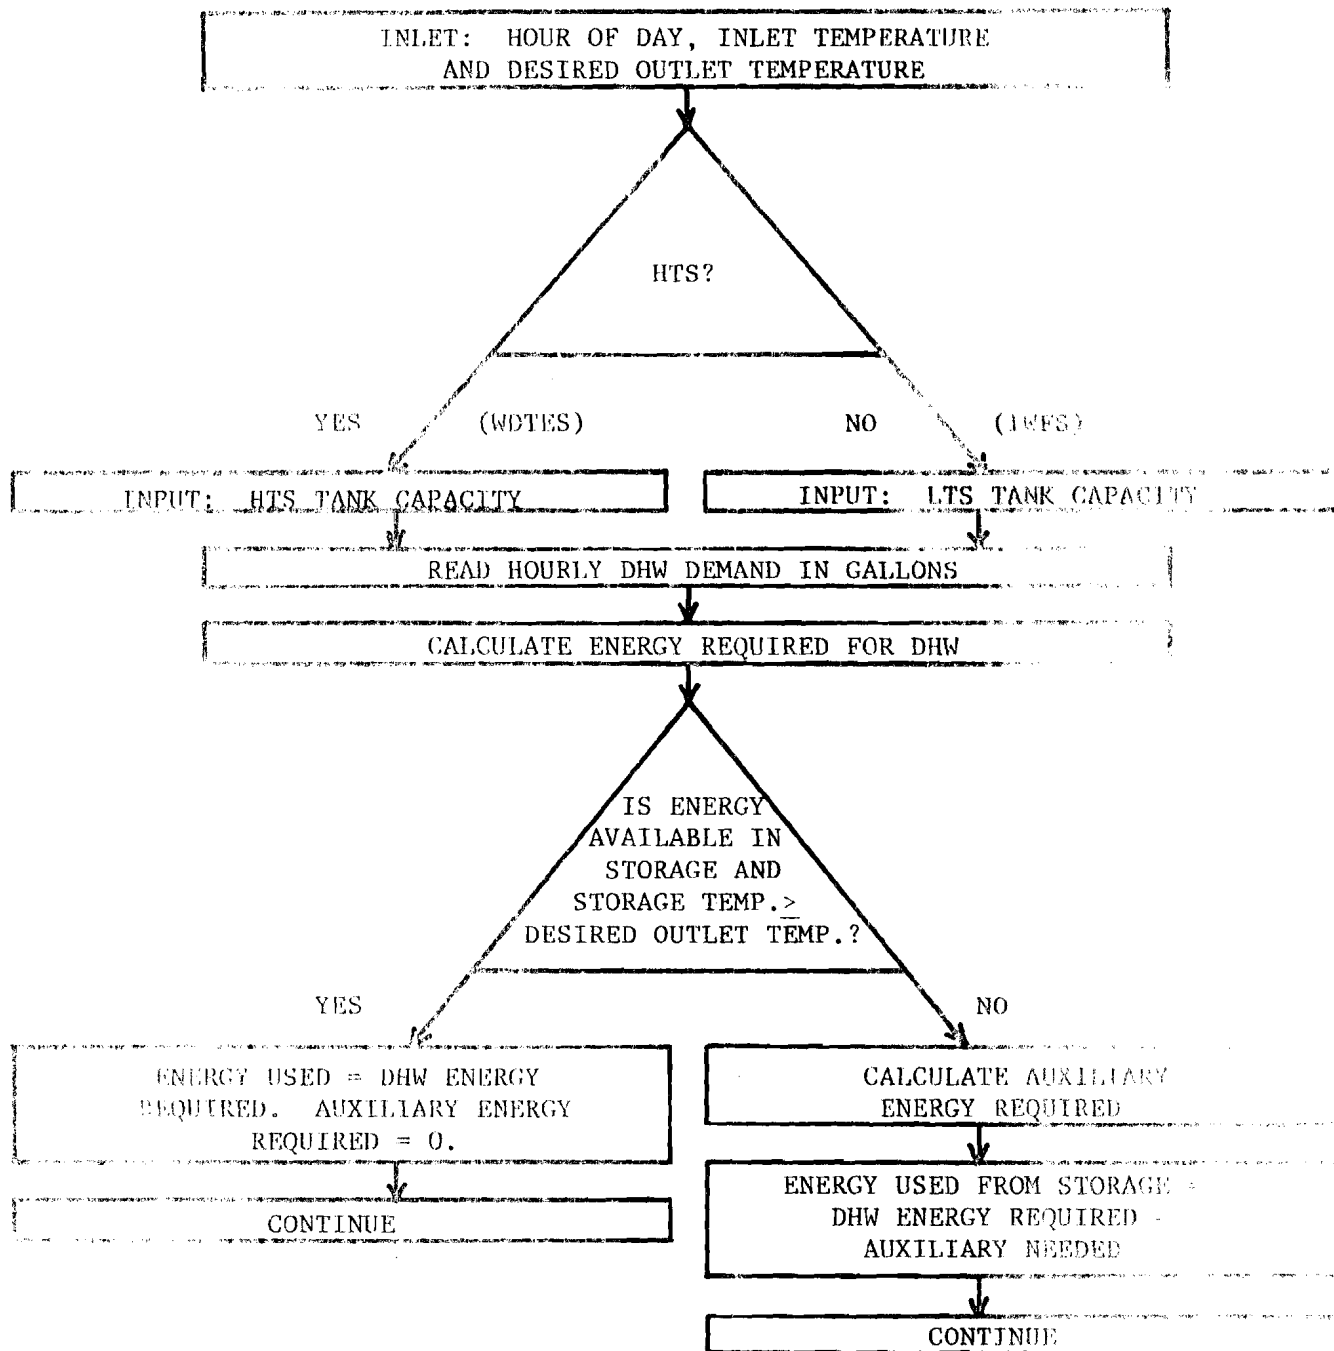 INLET: HOUR OF DAY, INLET TEMPERATURE
AND DESIRED OUTLET TEMPERATURE
HTS?
YES (WDTES) NO (IWFS)
INPUT: HTS TANK CAPACITY
INPUT: LTS TANK CAPACITY
READ HOURLY DHW DEMAND IN GALLONS
CALCULATE ENERGY REQUIRED FOR DHW
IS ENERGY
AVAILABLE IN
STORAGE AND
STORAGE TEMP.≥
DESIRED OUTLET TEMP.?
YES
NO
ENERGY USED = DHW ENERGY
REQUIRED. AUXILIARY ENERGY
REQUIRED = 0.
CONTINUE
CALCULATE AUXILIARY
ENERGY REQUIRED
ENERGY USED FROM STORAGE =
DHW ENERGY REQUIRED -
AUXILIARY NEEDED
CONTINUE